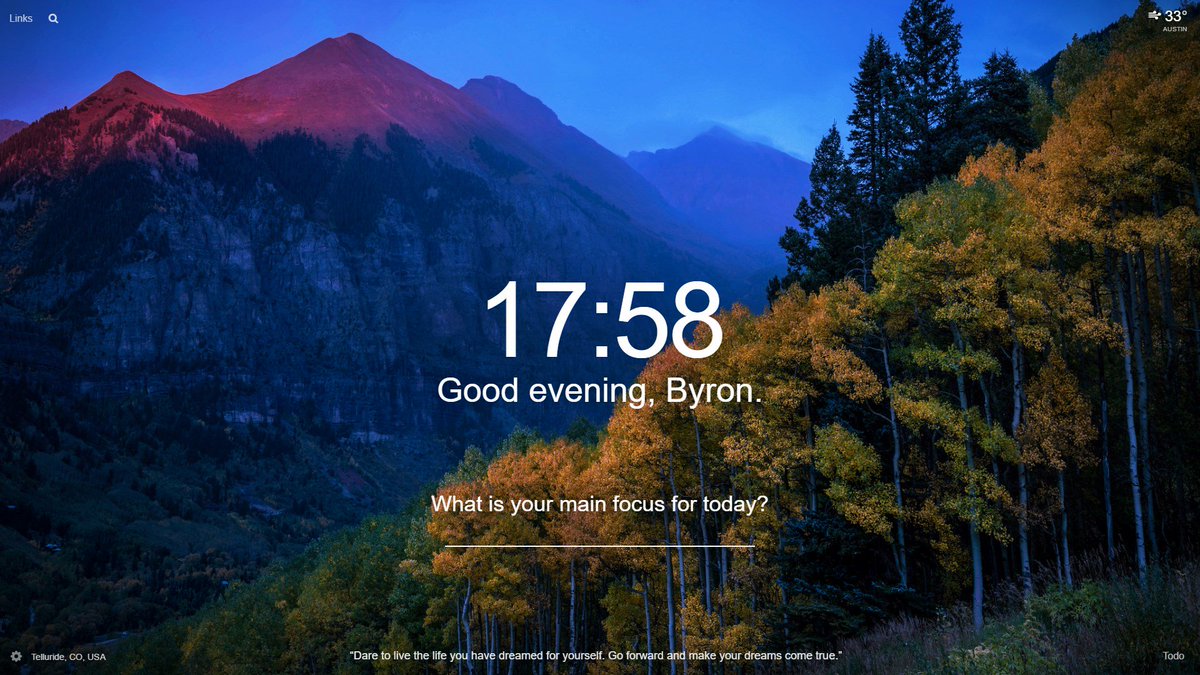 Links
33°
AUSTIN
17:58
Good evening, Byron.
What is your main focus for today?
Telluride, CO, USA
“Dare to live the life you have dreamed for yourself. Go forward and make your dreams come true.”
Todo